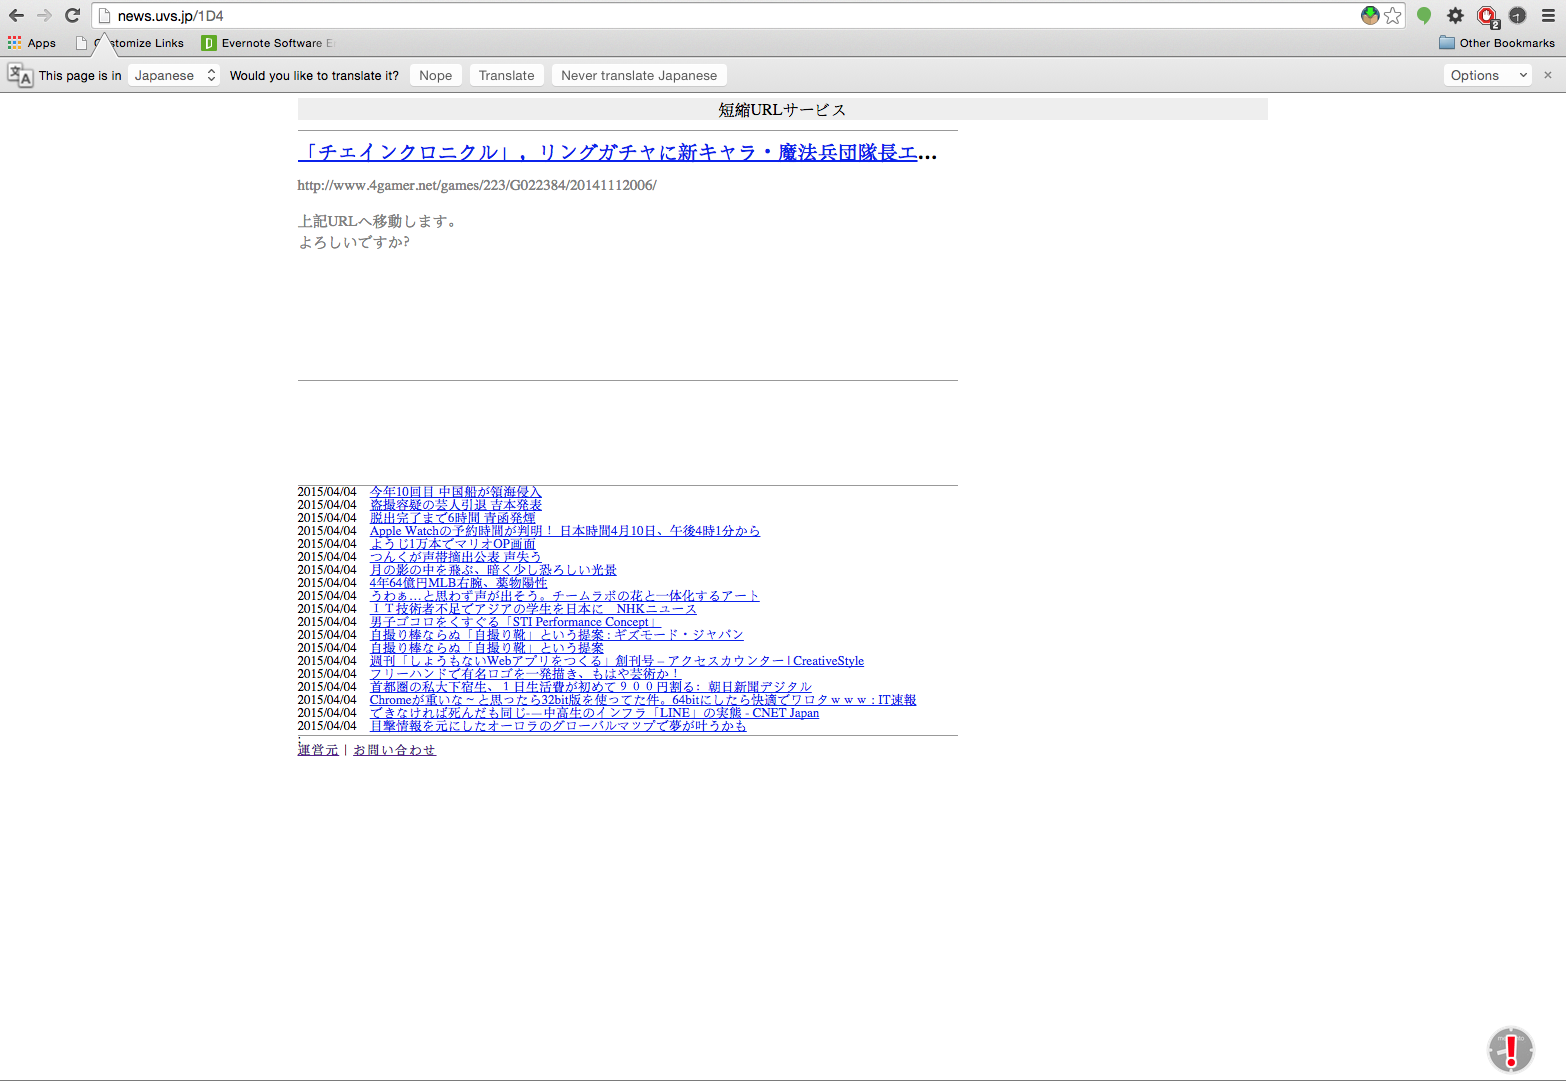 news.uvs.jp/1D4
Apps
Customize Links
Evernote Software E
Other Bookmarks
This page is in Japanese Would you like to translate it? Nope Translate Never translate Japanese Options
短縮URLサービス
「チェインクロニクル」，リングガチャに新キャラ・魔法兵団隊長エ…
http://www.4gamer.net/games/223/G022384/20141112006/
上記URLへ移動します。
よろしいですか?
2015/04/04 今年10回目 中国船が領海侵入
2015/04/04 盗撮容疑の芸人引退 吉本発表
2015/04/04 脱出完了まで6時間 青函発煙
2015/04/04 Apple Watchの予約時間が判明！ 日本時間4月10日、午後4時1分から
2015/04/04 ようじ1万本でマリオOP画面
2015/04/04 つんくが声帯摘出公表 声失う
2015/04/04 月の影の中を飛ぶ、暗く少し恐ろしい光景
2015/04/04 4年64億円MLB右腕、薬物陽性
2015/04/04 うわぁ…と思わず声が出そう。チームラボの花と一体化するアート
2015/04/04 ＩＴ技術者不足でアジアの学生を日本に　NHKニュース
2015/04/04 男子ゴコロをくすぐる「STI Performance Concept」
2015/04/04 自撮り棒ならぬ「自撮り靴」という提案 : ギズモード・ジャパン
2015/04/04 自撮り棒ならぬ「自撮り靴」という提案
2015/04/04 週刊「しょうもないWebアプリをつくる」創刊号 – アクセスカウンター | CreativeStyle
2015/04/04 フリーハンドで有名ロゴを一発描き、もはや芸術か！
2015/04/04 首都圏の私大下宿生、１日生活費が初めて９００円割る：朝日新聞デジタル
2015/04/04 Chromeが重いな～と思ったら32bit版を使ってた件。64bitにしたら快適でワロタｗｗｗ : IT速報
2015/04/04 できなければ死んだも同じ-—中高生のインフラ「LINE」の実態 - CNET Japan
2015/04/04 目撃情報を元にしたオーロラのグローバルマップで夢が叶うかも
;
運営元 | お問い合わせ